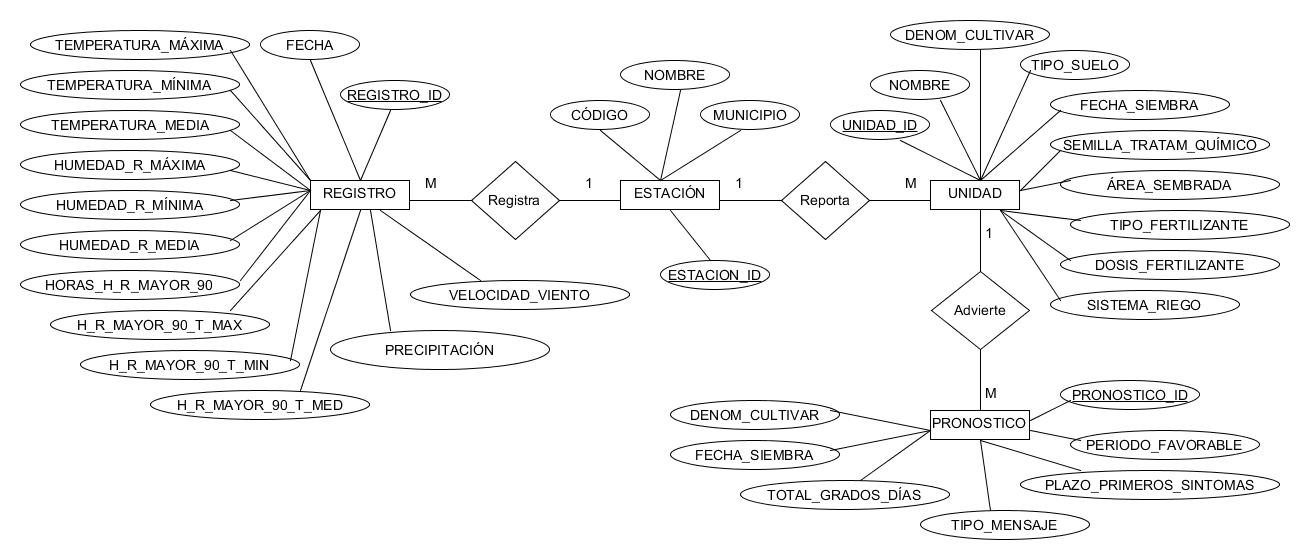 DENOM_CULTIVAR
TEMPERATURA_MÁXIMA
FECHA
TIPO_SUELO
NOMBRE
TEMPERATURA_MÍNIMA
NOMBRE
REGISTRO_ID
FECHA_SIEMBRA
CÓDIGO
MUNICIPIO
TEMPERATURA_MEDIA
UNIDAD_ID
SEMILLA_TRATAM_QUÍMICO
HUMEDAD_R_MÁXIMA
M
1
1
M
ÁREA_SEMBRADA
REGISTRO
ESTACIÓN
UNIDAD
Registra
Reporta
HUMEDAD_R_MÍNIMA
TIPO_FERTILIZANTE
1
HUMEDAD_R_MEDIA
DOSIS_FERTILIZANTE
ESTACION_ID
HORAS_H_R_MAYOR_90
VELOCIDAD_VIENTO
SISTEMA_RIEGO
Advierte
H_R_MAYOR_90_T_MAX
PRECIPITACIÓN
H_R_MAYOR_90_T_MIN
M
PRONOSTICO_ID
H_R_MAYOR_90_T_MED
DENOM_CULTIVAR
PRONOSTICO
PERIODO_FAVORABLE
FECHA_SIEMBRA
PLAZO_PRIMEROS_SINTOMAS
TOTAL_GRADOS_DÍAS
TIPO_MENSAJE